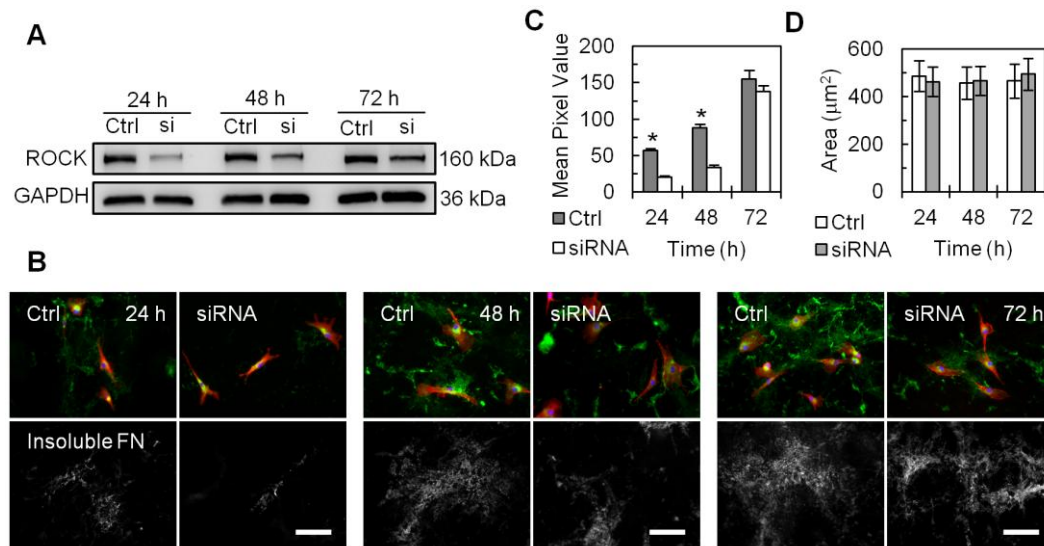 A
24 h 48 h 72 h
Ctrl si Ctrl si Ctrl si
ROCK 160 kDa
GAPDH 36 kDa
C
200
150
100
50
0
Mean Pixel Value
* *
24 48 72
Time (h)
Ctrl
siRNA
D
600
400
200
0
Area (μm²)
24 48 72
Time (h)
Ctrl
siRNA
B
Ctrl 24 h siRNA Ctrl 48 h siRNA Ctrl siRNA 72 h
Insoluble FN